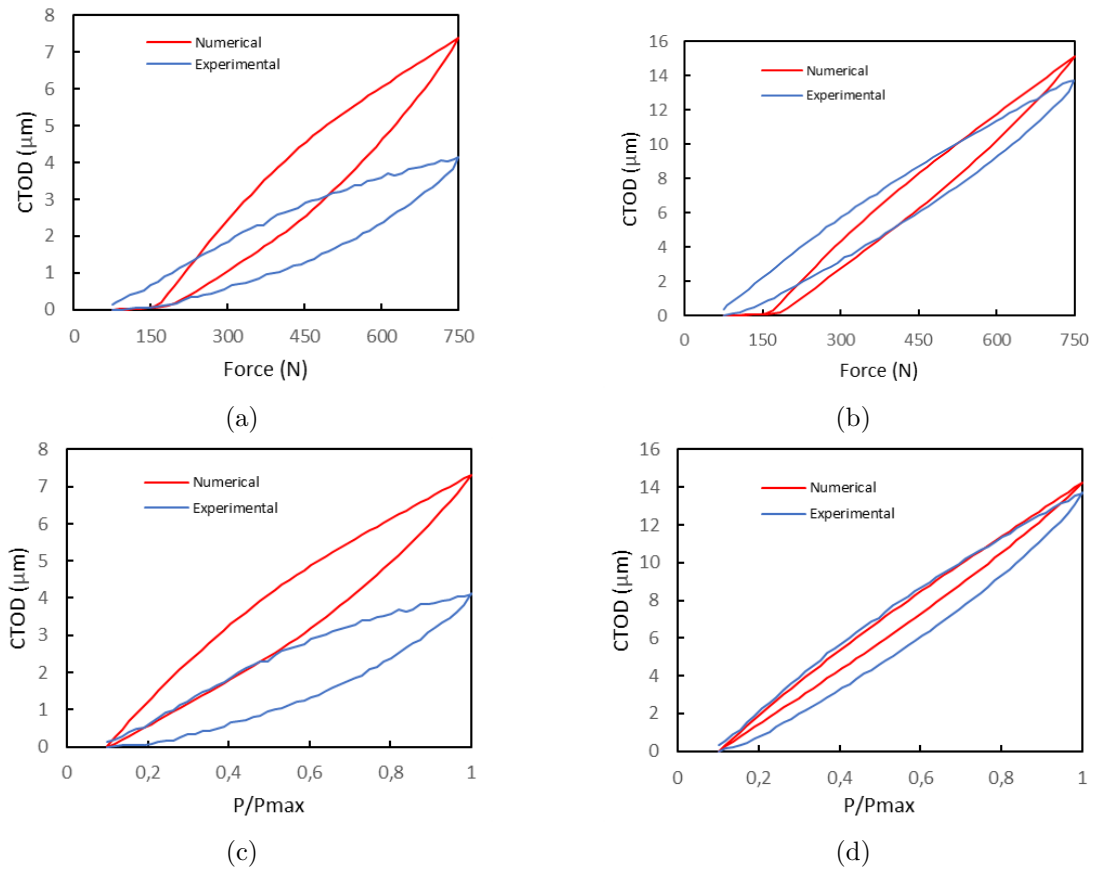 8
7
6
5
4
3
2
1
0
CTOD (μm)
Numerical
Experimental
0 150 300 450 600 750
Force (N)
(a)
16
14
12
10
8
6
4
2
0
CTOD (μm)
Numerical
Experimental
0 150 300 450 600 750
Force (N)
(b)
8
7
6
5
4
3
2
1
0
CTOD (μm)
Numerical
Experimental
0 0,2 0,4 0,6 0,8 1
P/Pmax
(c)
16
14
12
10
8
6
4
2
0
CTOD (μm)
Numerical
Experimental
0 0,2 0,4 0,6 0,8 1
P/Pmax
(d)